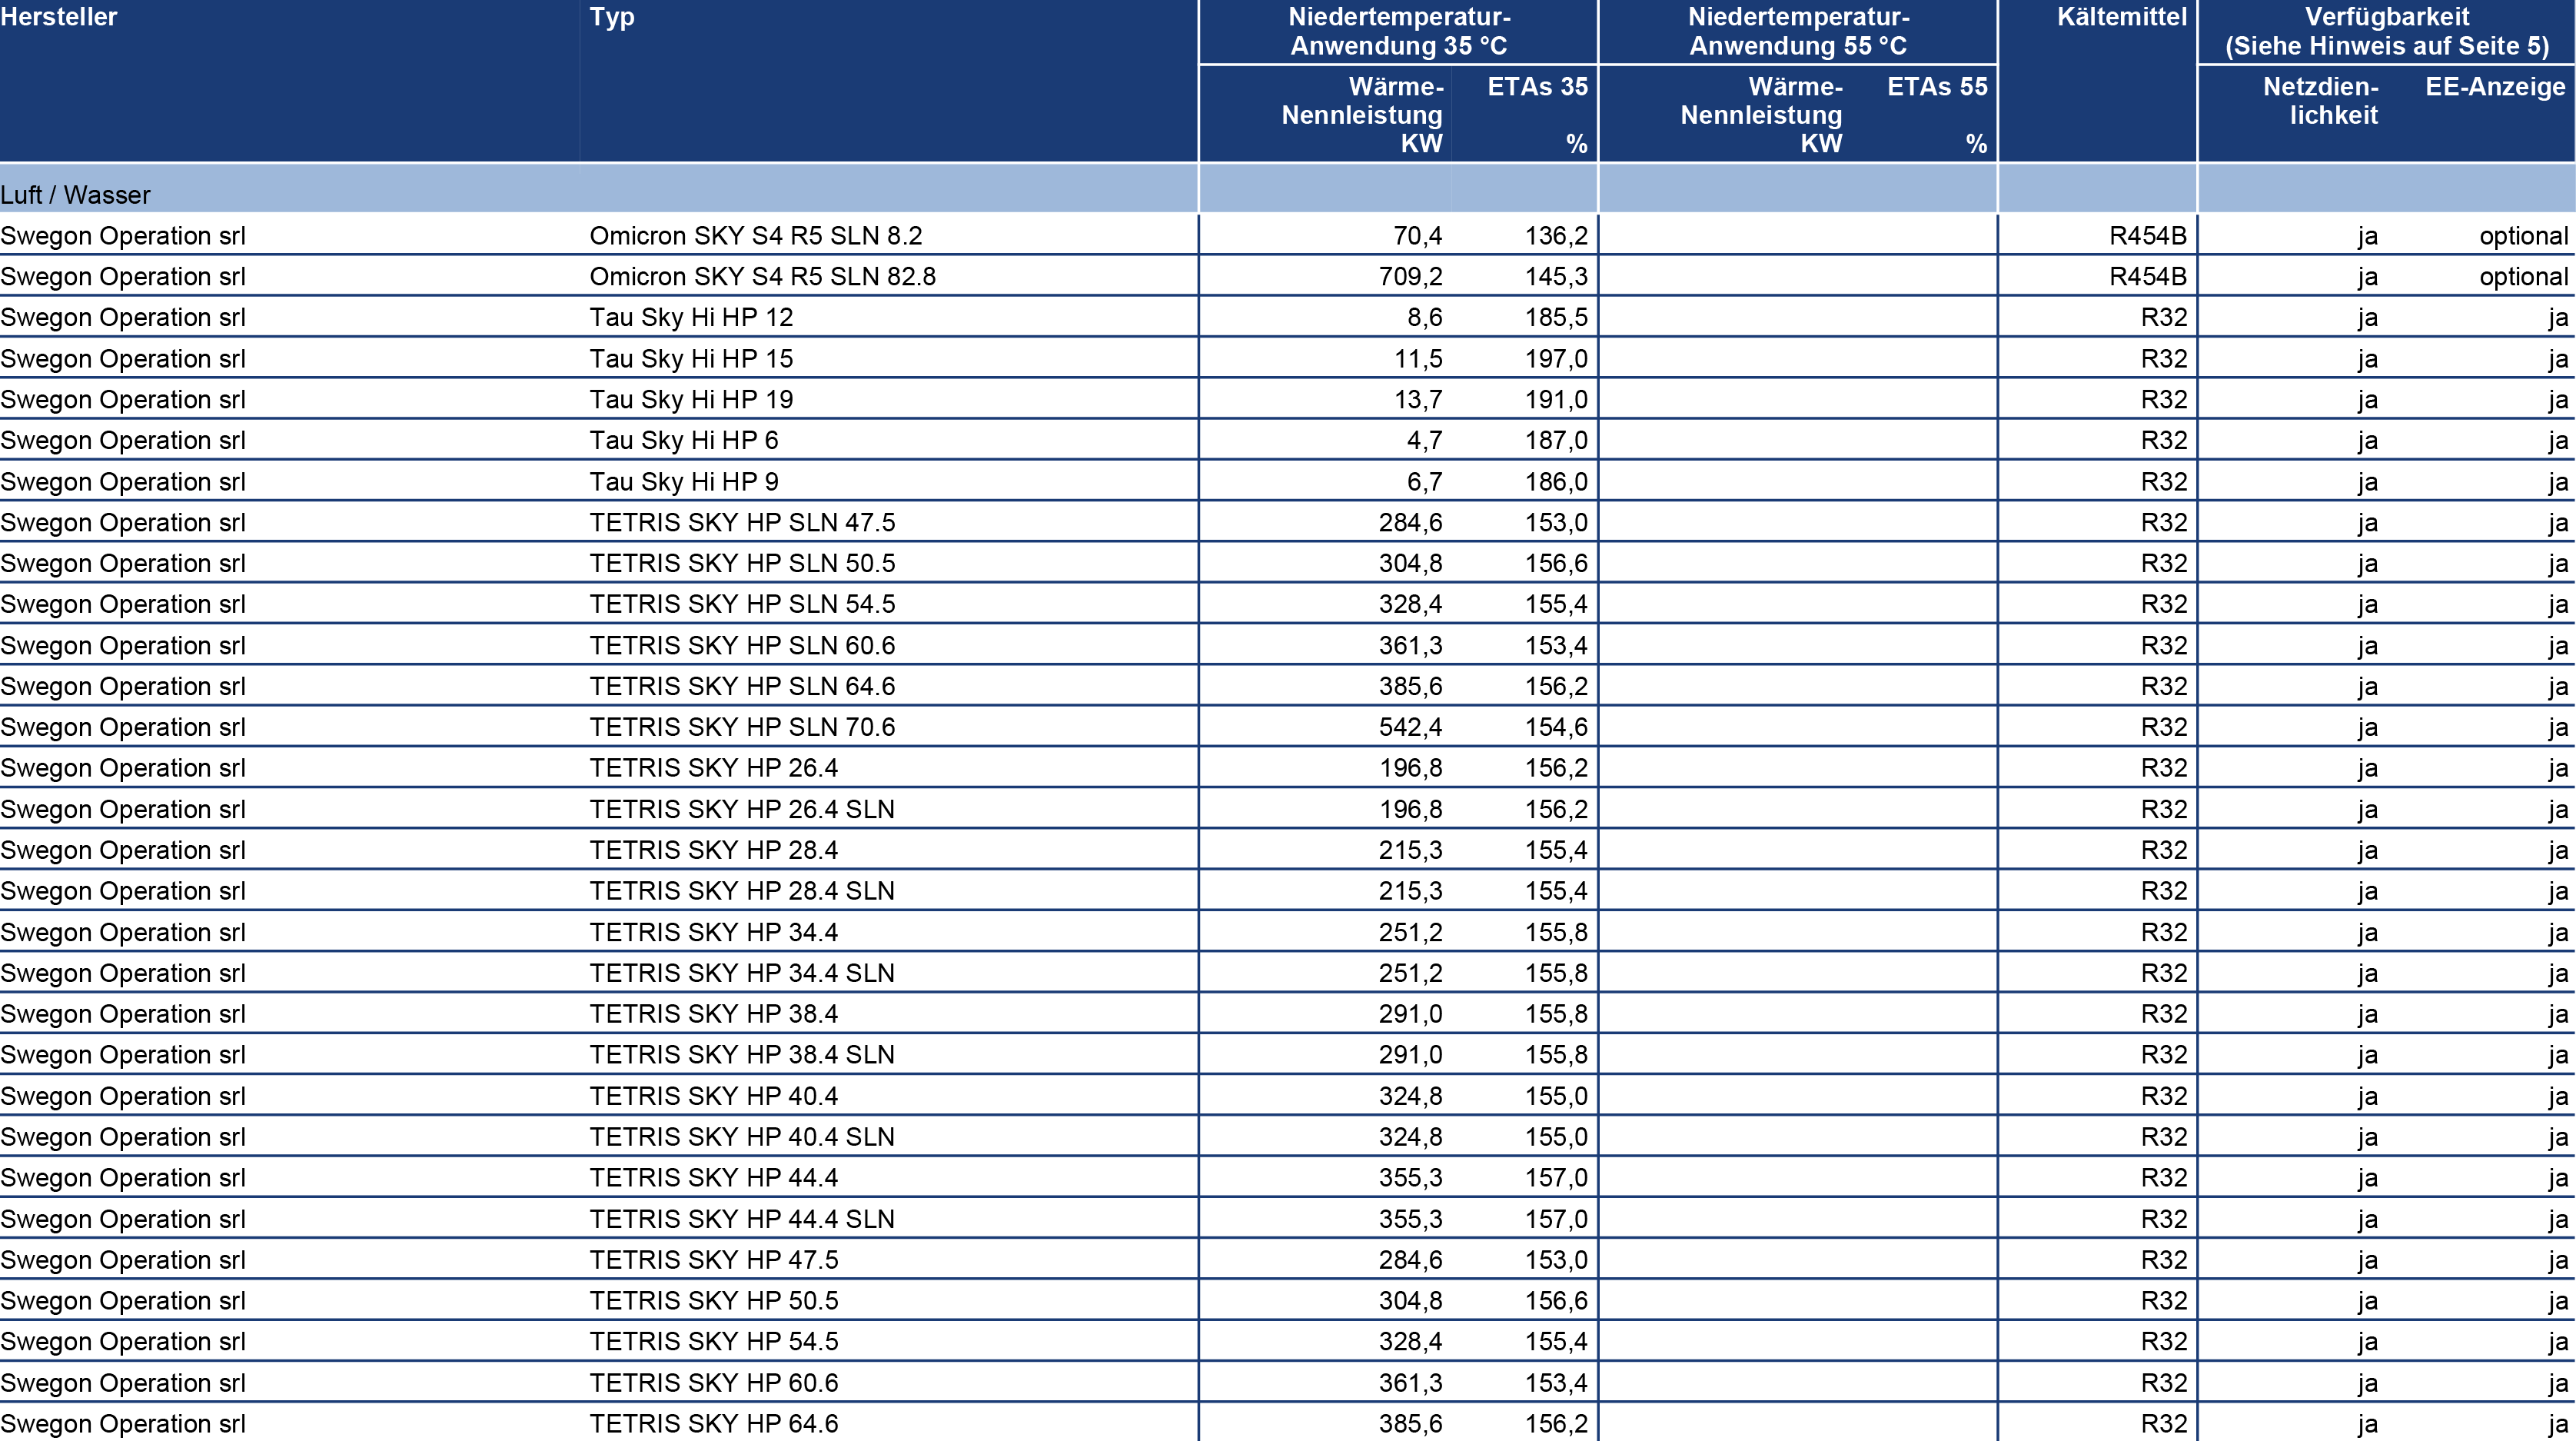 Hersteller Typ Niedertemperatur- Niedertemperatur- Kältemittel Verfügbarkeit
Anwendung 35 °C Anwendung 55 °C (Siehe Hinweis auf Seite 5)
Wärme- ETAs 35 Wärme- ETAs 55 Netzdien- EE-Anzeige
Nennleistung Nennleistung lichkeit
KW % KW %
Luft / Wasser
Swegon Operation srl Omicron SKY S4 R5 SLN 8.2 70,4 136,2 R454B ja optional
Swegon Operation srl Omicron SKY S4 R5 SLN 82.8 709,2 145,3 R454B ja optional
Swegon Operation srl Tau Sky Hi HP 12 8,6 185,5 R32 ja ja
Swegon Operation srl Tau Sky Hi HP 15 11,5 197,0 R32 ja ja
Swegon Operation srl Tau Sky Hi HP 19 13,7 191,0 R32 ja ja
Swegon Operation srl Tau Sky Hi HP 6 4,7 187,0 R32 ja ja
Swegon Operation srl Tau Sky Hi HP 9 6,7 186,0 R32 ja ja
Swegon Operation srl TETRIS SKY HP SLN 47.5 284,6 153,0 R32 ja ja
Swegon Operation srl TETRIS SKY HP SLN 50.5 304,8 156,6 R32 ja ja
Swegon Operation srl TETRIS SKY HP SLN 54.5 328,4 155,4 R32 ja ja
Swegon Operation srl TETRIS SKY HP SLN 60.6 361,3 153,4 R32 ja ja
Swegon Operation srl TETRIS SKY HP SLN 64.6 385,6 156,2 R32 ja ja
Swegon Operation srl TETRIS SKY HP SLN 70.6 542,4 154,6 R32 ja ja
Swegon Operation srl TETRIS SKY HP 26.4 196,8 156,2 R32 ja ja
Swegon Operation srl TETRIS SKY HP 26.4 SLN 196,8 156,2 R32 ja ja
Swegon Operation srl TETRIS SKY HP 28.4 215,3 155,4 R32 ja ja
Swegon Operation srl TETRIS SKY HP 28.4 SLN 215,3 155,4 R32 ja ja
Swegon Operation srl TETRIS SKY HP 34.4 251,2 155,8 R32 ja ja
Swegon Operation srl TETRIS SKY HP 34.4 SLN 251,2 155,8 R32 ja ja
Swegon Operation srl TETRIS SKY HP 38.4 291,0 155,8 R32 ja ja
Swegon Operation srl TETRIS SKY HP 38.4 SLN 291,0 155,8 R32 ja ja
Swegon Operation srl TETRIS SKY HP 40.4 324,8 155,0 R32 ja ja
Swegon Operation srl TETRIS SKY HP 40.4 SLN 324,8 155,0 R32 ja ja
Swegon Operation srl TETRIS SKY HP 44.4 355,3 157,0 R32 ja ja
Swegon Operation srl TETRIS SKY HP 44.4 SLN 355,3 157,0 R32 ja ja
Swegon Operation srl TETRIS SKY HP 47.5 284,6 153,0 R32 ja ja
Swegon Operation srl TETRIS SKY HP 50.5 304,8 156,6 R32 ja ja
Swegon Operation srl TETRIS SKY HP 54.5 328,4 155,4 R32 ja ja
Swegon Operation srl TETRIS SKY HP 60.6 361,3 153,4 R32 ja ja
Swegon Operation srl TETRIS SKY HP 64.6 385,6 156,2 R32 ja ja